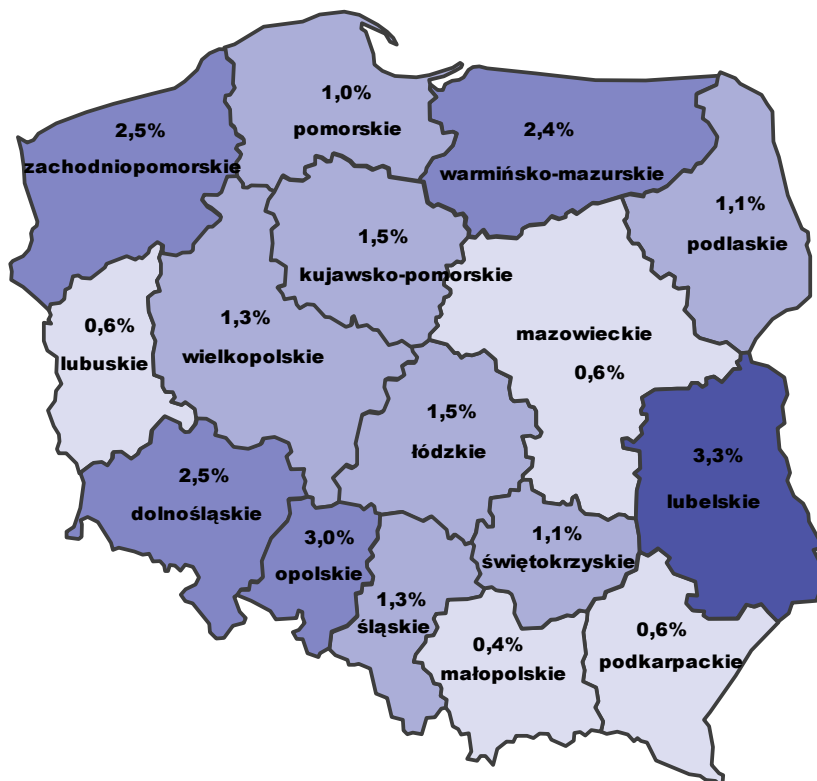 1,0%
pomorskie
2,5%
zachodniopomorskie
2,4%
warmińsko-mazurskie
1,1%
podlaskie
1,5%
kujawsko-pomorskie
0,6%
lubuskie
1,3%
wielkopolskie
mazowieckie
0,6%
1,5%
łódzkie
3,3%
lubelskie
2,5%
dolnośląskie
3,0%
opolskie
1,1%
świętokrzyskie
1,3%
śląskie
0,4%
małopolskie
0,6%
podkarpackie